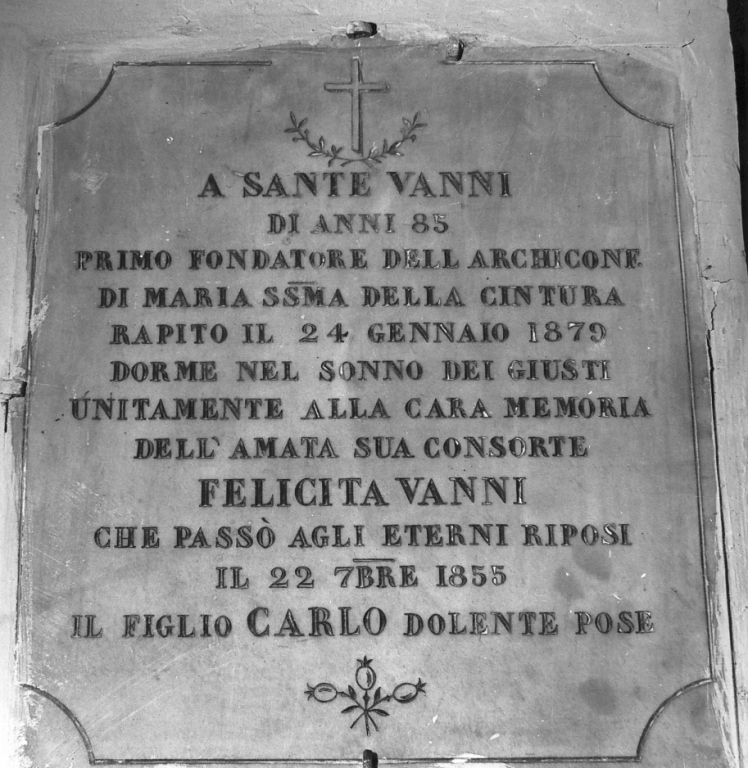 A SANTE VANNI
DI ANNI 85
PRIMO FONDATORE DELL ARCHICONF.
DI MARIA SS̅M̅A DELLA CINTURA
RAPITO IL 24 GENNAIO 1879
DORME NEL SONNO DEI GIUSTI
UNITAMENTE ALLA CARA MEMORIA
DELL' AMATA SUA CONSORTE
FELICITA VANNI
CHE PASSÒ AGLI ETERNI RIPOSI
IL 22 7B̅R̅E 1855
IL FIGLIO CARLO DOLENTE POSE